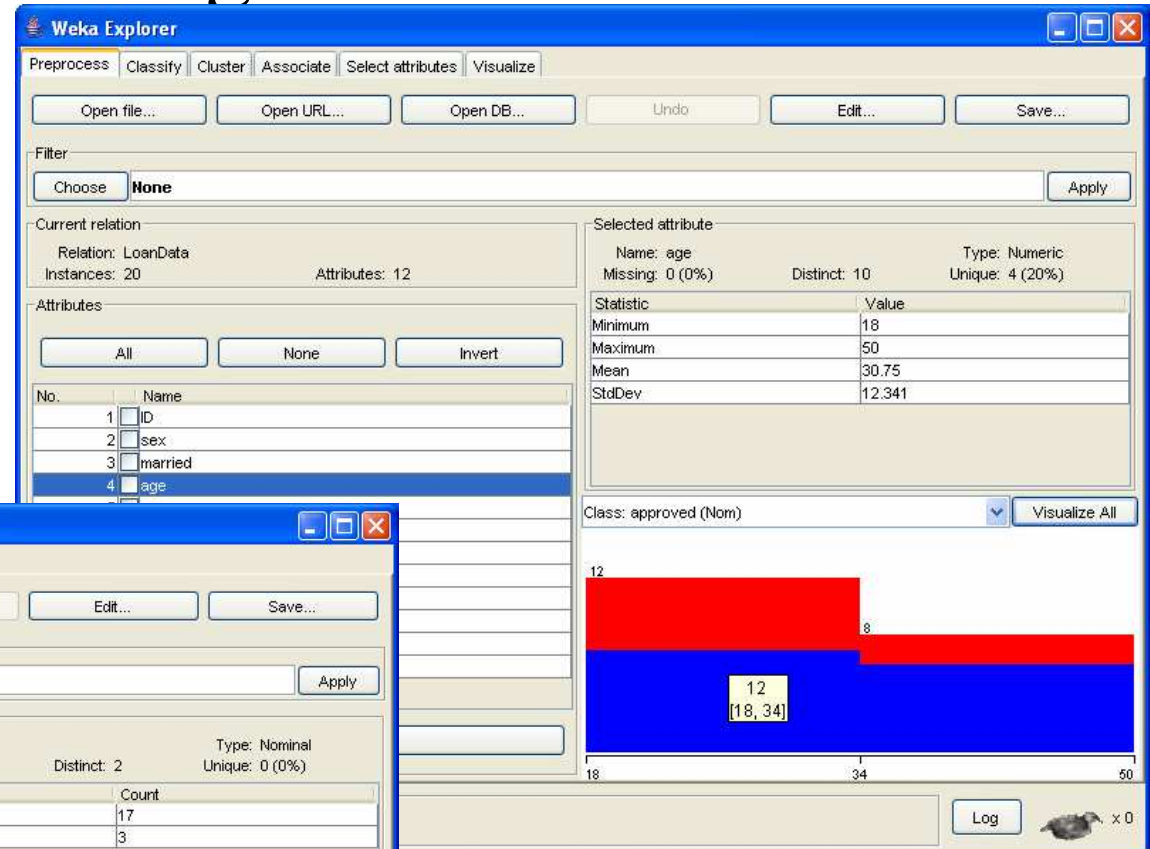 Weka Explorer
Preprocess Classify Cluster Associate Select attributes Visualize
Open file... Open URL... Open DB... Undo Edit... Save...
Filter
Choose None Apply
Current relation
Relation: LoanData
Instances: 20 Attributes: 12
Attributes
All None Invert
No. Name
1 ID
2 sex
3 married
4 age
Selected attribute
Name: age Type: Numeric
Missing: 0 (0%) Distinct: 10 Unique: 4 (20%)
Statistic Value
Minimum 18
Maximum 50
Mean 30.75
StdDev 12.341
Class: approved (Nom) Visualize All
12
8
12
[18, 34]
18 34 50
Log x 0
Edit... Save...
Apply
Type: Nominal
Distinct: 2 Unique: 0 (0%)
Count
17
3